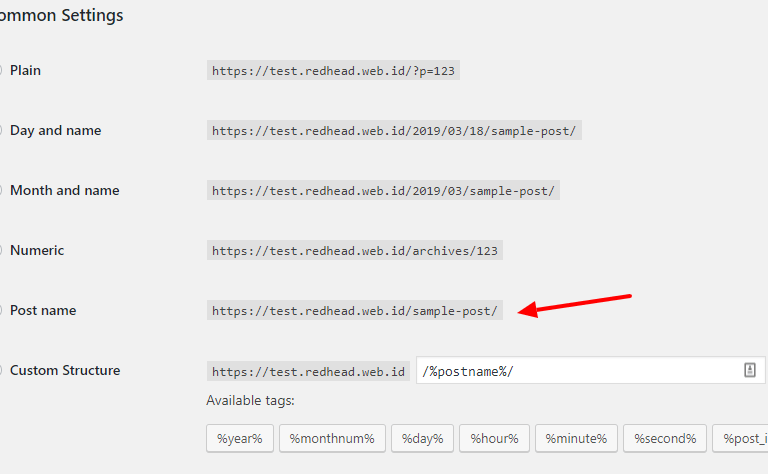 ommon Settings
Plain https://test.redhead.web.id/?p=123
Day and name https://test.redhead.web.id/2019/03/18/sample-post/
Month and name https://test.redhead.web.id/2019/03/sample-post/
Numeric https://test.redhead.web.id/archives/123
Post name https://test.redhead.web.id/sample-post/
Custom Structure https://test.redhead.web.id /%postname%/
Available tags:
%year% %monthnum% %day% %hour% %minute% %second% %post_i